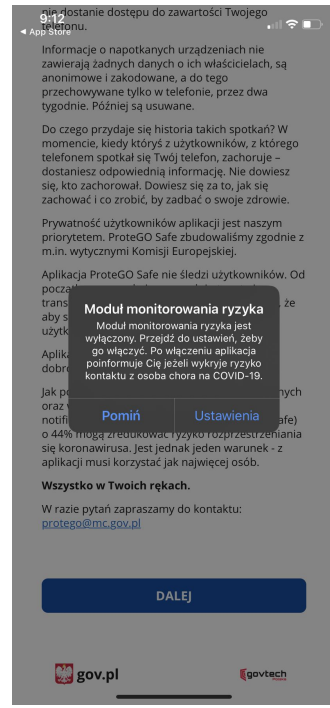 nie dostanie dostępu do zawartości Twojego
9:12
telefonu.
App Store
Informacje o napotkanych urządzeniach nie
zawierają żadnych danych o ich właścicielach, są
anonimowe i zakodowane, a do tego
przechowywane tylko w telefonie, przez dwa
tygodnie. Później są usuwane.
Do czego przydaje się historia takich spotkań? W
momencie, kiedy któryś z użytkowników, z którego
telefonem spotkał się Twój telefon, zachoruje –
dostaniesz odpowiednią informację. Nie dowiesz
się, kto zachorował. Dowiesz się za to, jak się
zachować i co zrobić, by zadbać o swoje zdrowie.
Prywatność użytkowników aplikacji jest naszym
priorytetem. ProteGO Safe zbudowaliśmy zgodnie z
m.in. wytycznymi Komisji Europejskiej.
Aplikacja ProteGO Safe nie śledzi użytkowników. Od
Moduł monitorowania ryzyka
Moduł monitorowania ryzyka jest
wyłączony. Przejdź do ustawień, żeby
go włączyć. Po włączeniu aplikacja
poinformuje Cię jeżeli wykryje ryzyko
kontaktu z osoba chora na COVID-19.
Pomiń
Ustawienia
że
aby s
Jak
oraz
o 44% mogą zredukować ryzyko rozprzestrzeniania
się koronawirusa. Jest jednak jeden warunek - z
aplikacji musi korzystać jak najwięcej osób.
Wszystko w Twoich rękach.
W razie pytań zapraszamy do kontaktu:
protego@mc.gov.pl
DALEJ
gov.pl
govtech